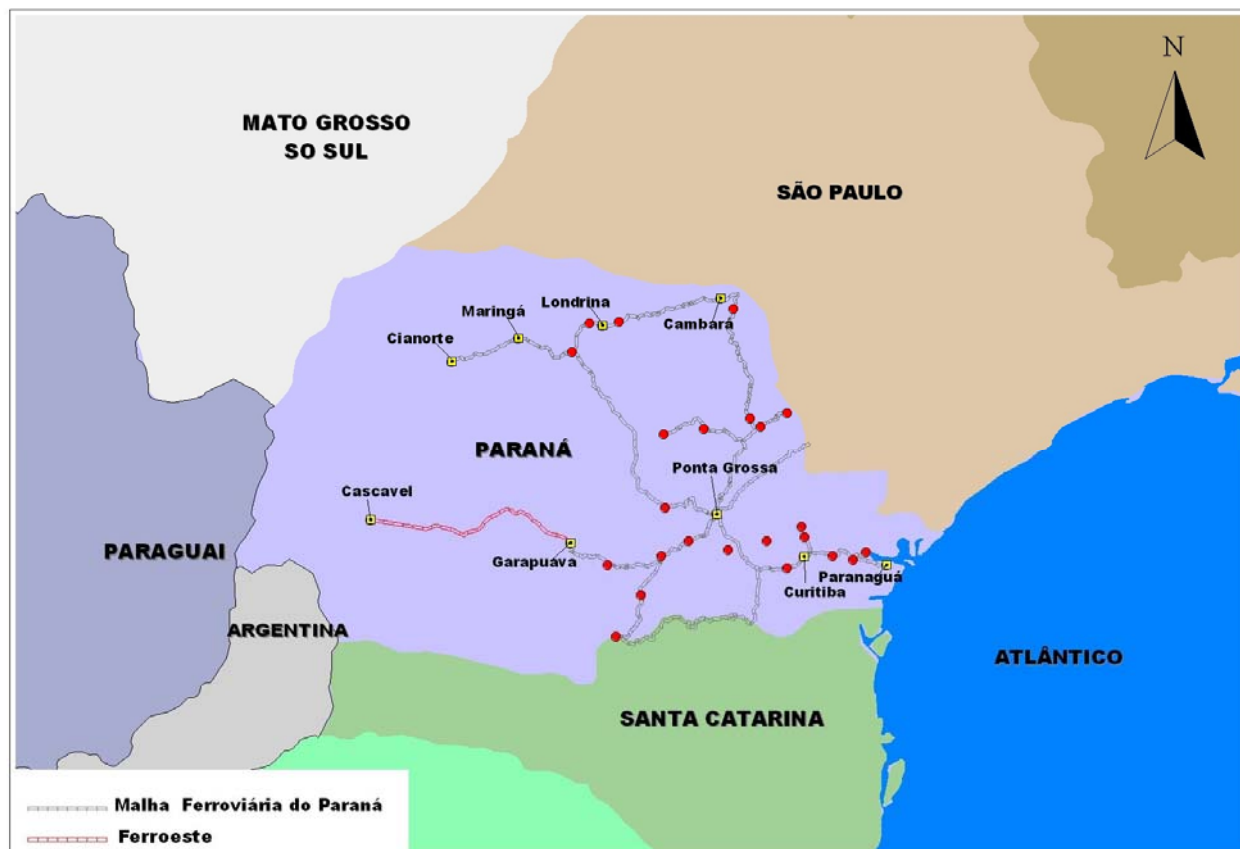 N
MATO GROSSO
SO SUL
SÃO PAULO
Londrina
Maringá
Cambará
Cianorte
PARANÁ
Ponta Grossa
Cascavel
PARAGUAI
Garapuava
Paranaguá
Curitiba
ARGENTINA
ATLÂNTICO
SANTA CATARINA
Malha Ferroviária do Paraná
Ferroeste